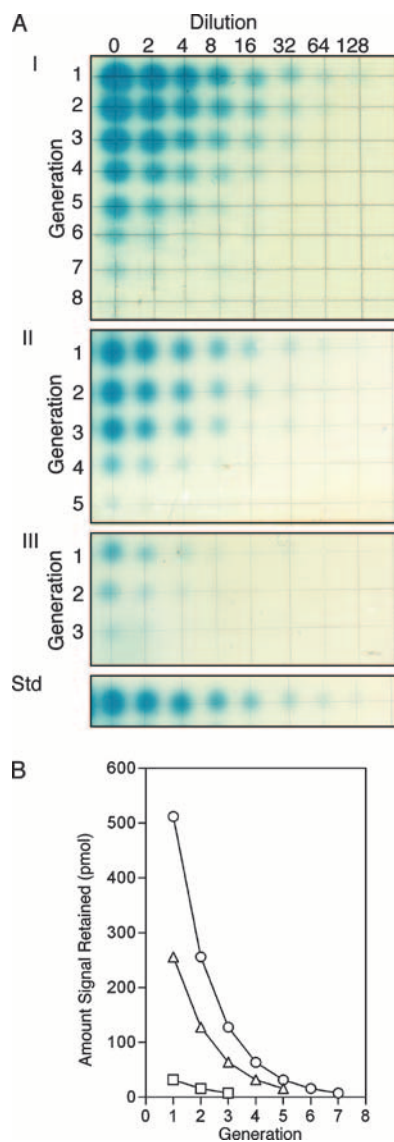 A
Dilution
0 2 4 8 16 32 64 128
I
Generation
1
2
3
4
5
6
7
8
II
Generation
1
2
3
4
5
III
Generation
1
2
3
Std
B
Amount Signal Retained (pmol)
600
500
400
300
200
100
0
0 1 2 3 4 5 6 7 8
Generation